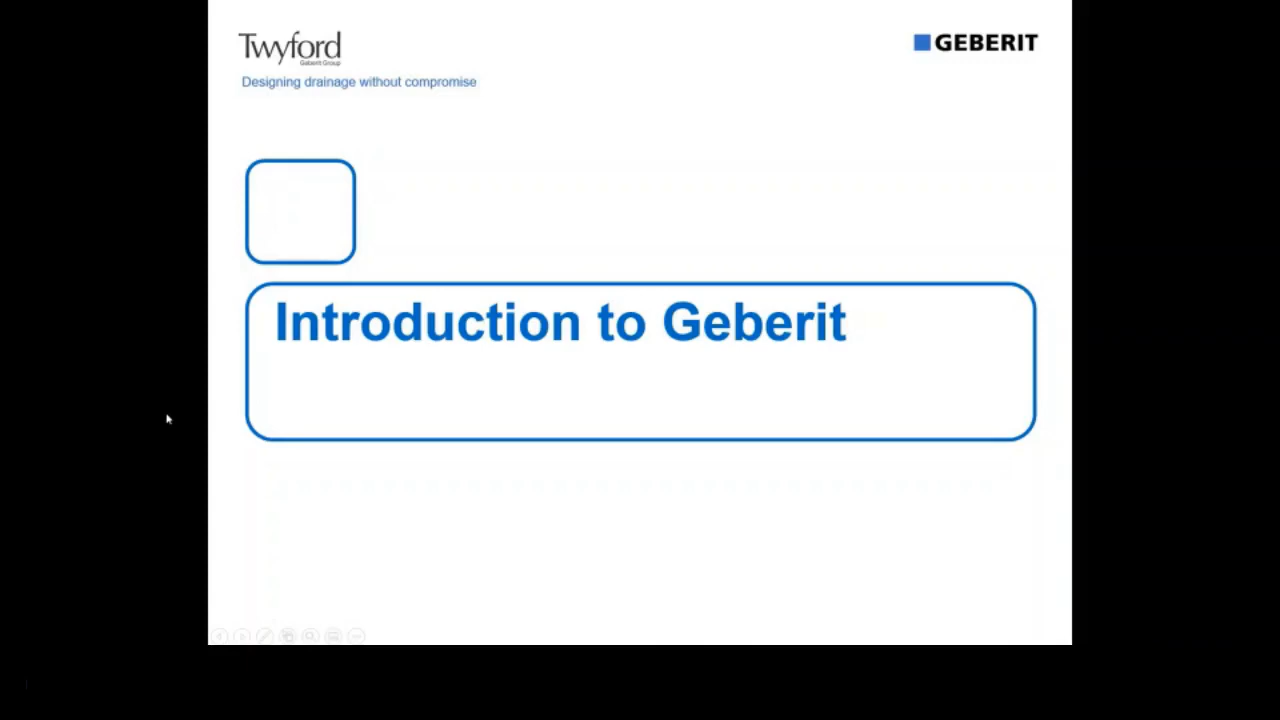 Twyford
Geberit Group
GEBERIT
Designing drainage without compromise
Introduction to Geberit